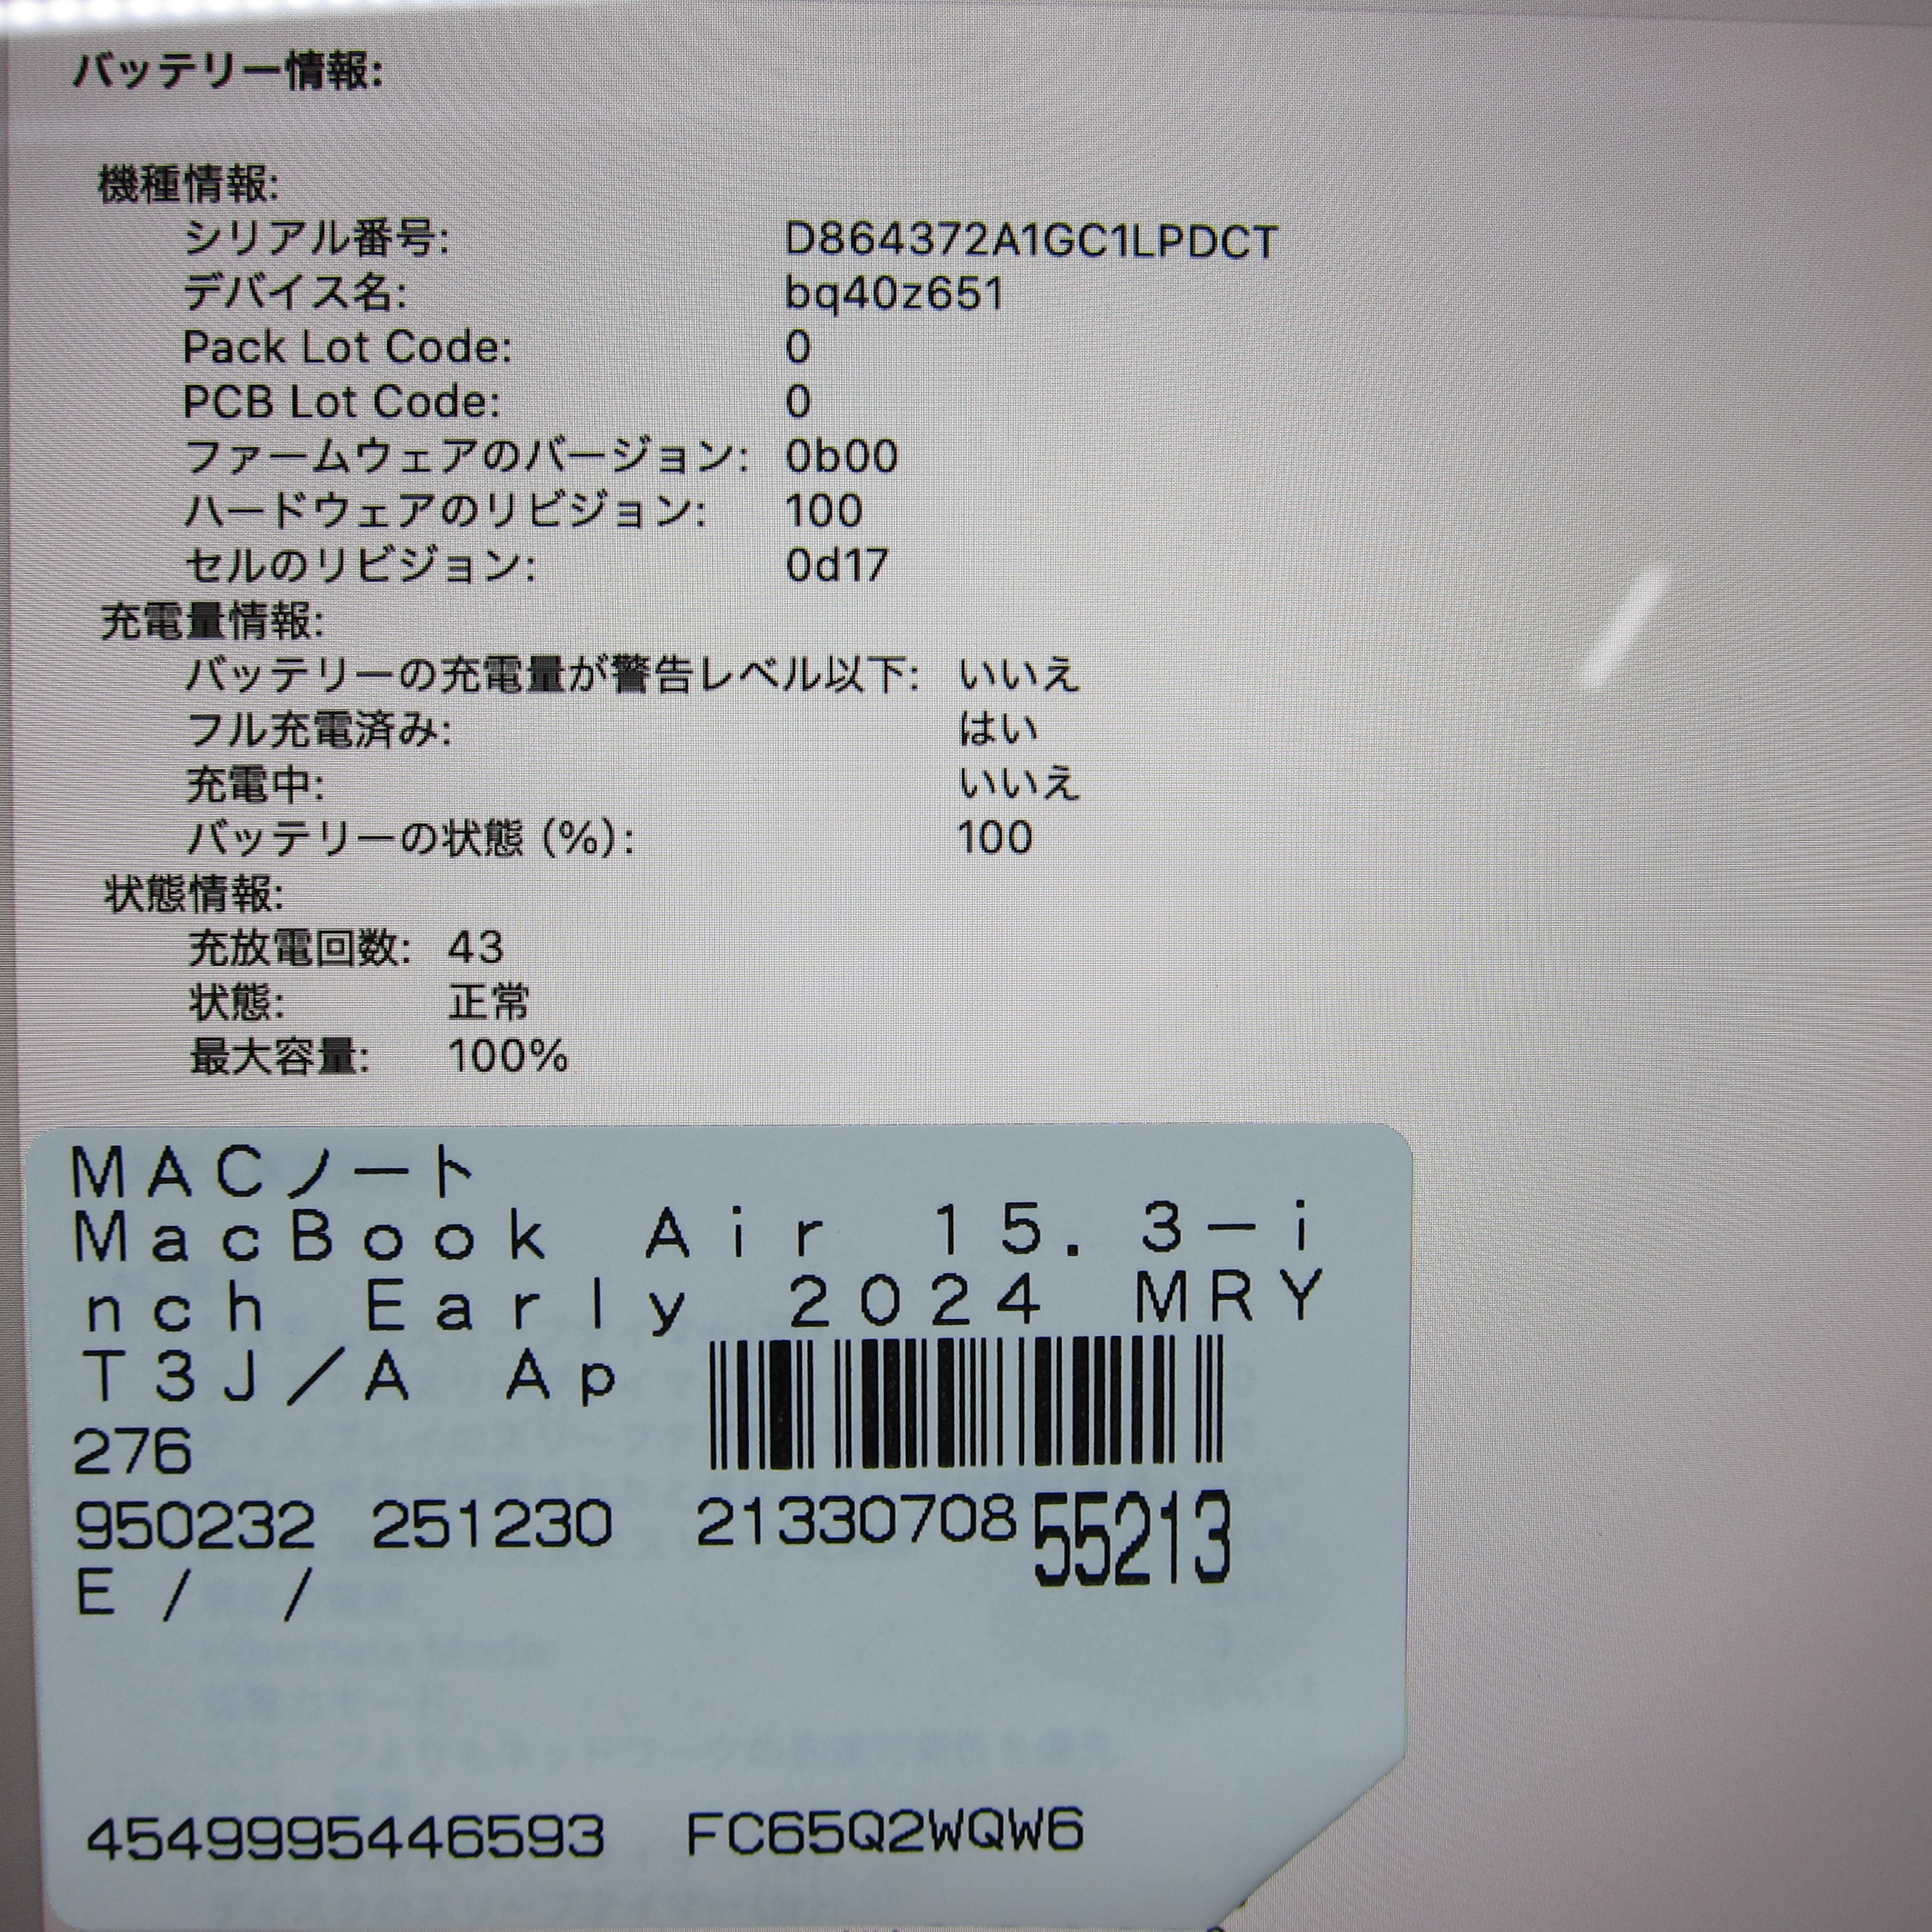 バッテリー情報:
機種情報:
シリアル番号: D864372A1GC1LPDCT
デバイス名: bq40z651
Pack Lot Code: 0
PCB Lot Code: 0
ファームウェアのバージョン: 0b00
ハードウェアのリビジョン: 100
セルのリビジョン: 0d17
充電量情報:
バッテリーの充電量が警告レベル以下: いいえ
フル充電済み: はい
充電中: いいえ
バッテリーの状態 (%): 100
状態情報:
充放電回数: 43
状態: 正常
最大容量: 100%
MACノート
MacBook Air 15.3-i
nch Early 2024 MRY
T3J/A Ap
276
950232 251230 21330708 55213
E / /
4549995446593 FC65Q2WQW6